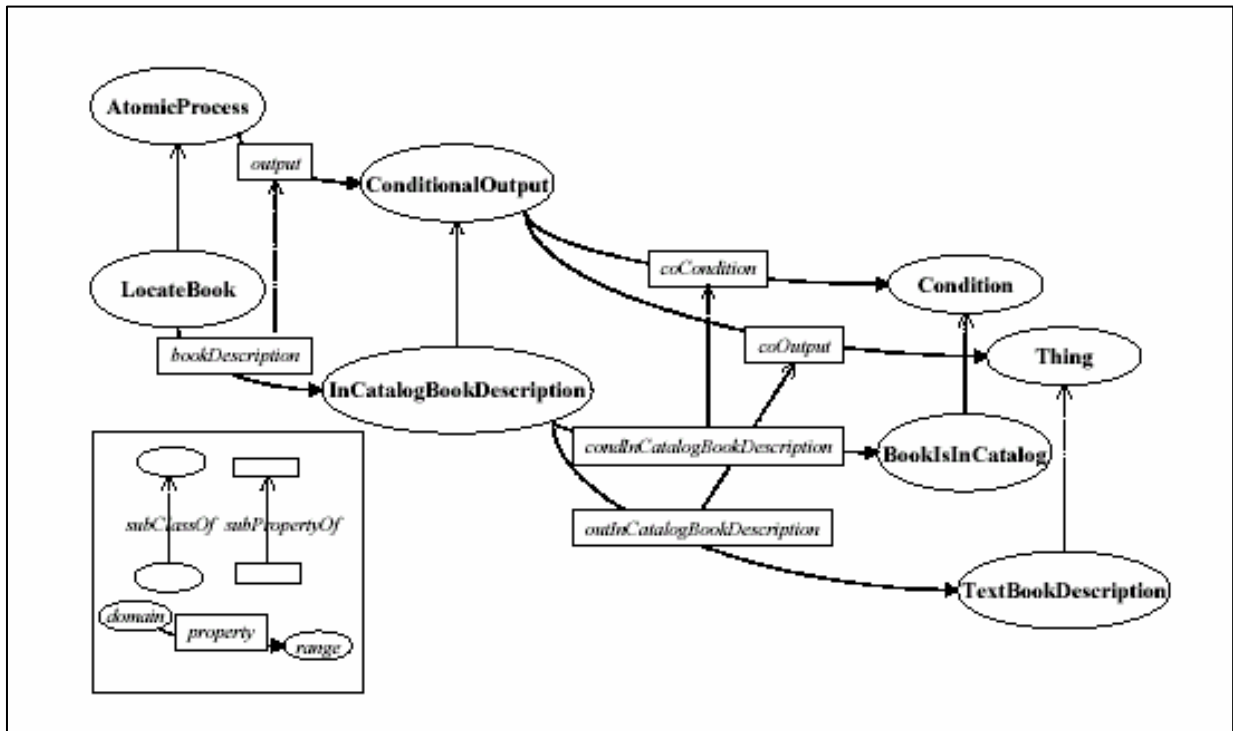 AtomicProcess
output
ConditionalOutput
LocateBook
coCondition
Condition
bookDescription
coOutput
Thing
InCatalogBookDescription
condInCatalogBookDescription
BookIsInCatalog
outInCatalogBookDescription
TextBookDescription
subClassOf
subPropertyOf
domain
property
range